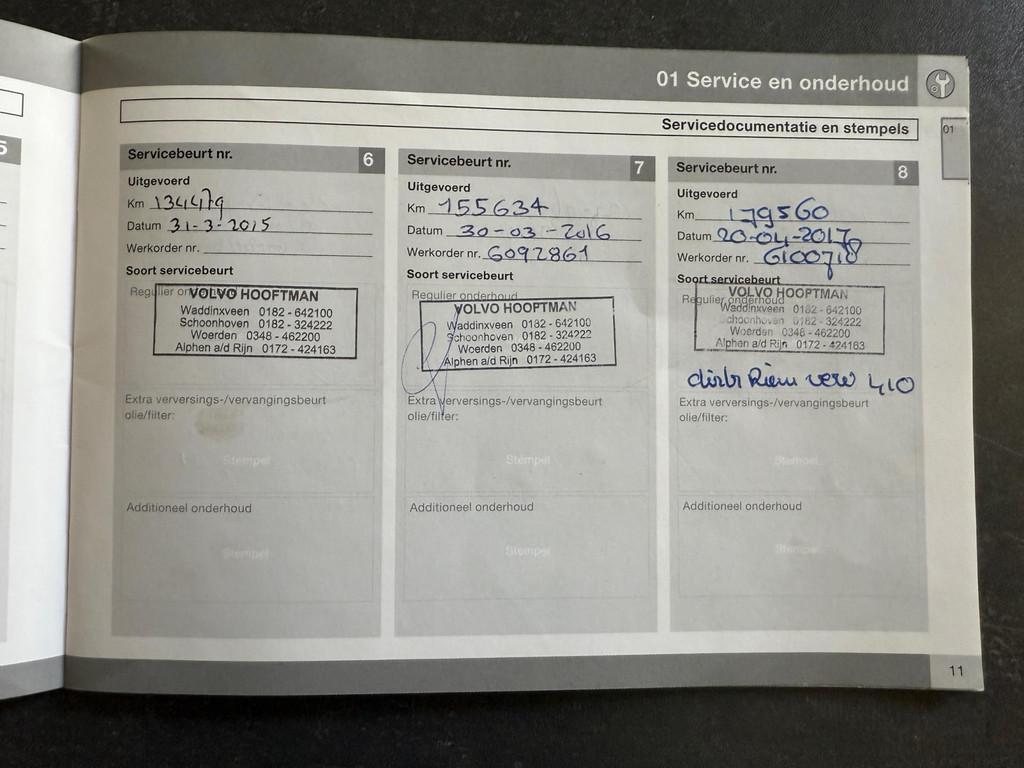 01 Service en onderhoud
Servicedocumentatie en stempels
01
5
Servicebeurt nr. 6
Uitgevoerd
Km 134479
Datum 31-3-2015
Werkorder nr.
Soort servicebeurt
Regulier onderhoud
VOLVO HOOFTMAN
Waddinxveen 0182 - 642100
Schoonhoven 0182 - 324222
Woerden 0348 - 462200
Alphen a/d Rijn 0172 - 424163
Extra verversings-/vervangingsbeurt
olie/filter:
Stempel
Additioneel onderhoud
Stempel
Servicebeurt nr. 7
Uitgevoerd
Km 155634
Datum 30-03-2016
Werkorder nr. 6092861
Soort servicebeurt
Regulier onderhoud
VOLVO HOOFTMAN
Waddinxveen 0182 - 642100
Schoonhoven 0182 - 324222
Woerden 0348 - 462200
Alphen a/d Rijn 0172 - 424163
Extra verversings-/vervangingsbeurt
olie/filter:
Stempel
Additioneel onderhoud
Stempel
Servicebeurt nr. 8
Uitgevoerd
Km 179560
Datum 20-04-2017
Werkorder nr. 6100718
Soort servicebeurt
Regulier onderhoud
VOLVO HOOFTMAN
Waddinxveen 0182 - 642100
Schoonhoven 0182 - 324222
Woerden 0348 - 462200
Alphen a/d Rijn 0172 - 424163
Riem verv 410
Extra verversings-/vervangingsbeurt
olie/filter:
Stempel
Additioneel onderhoud
Stempel
11